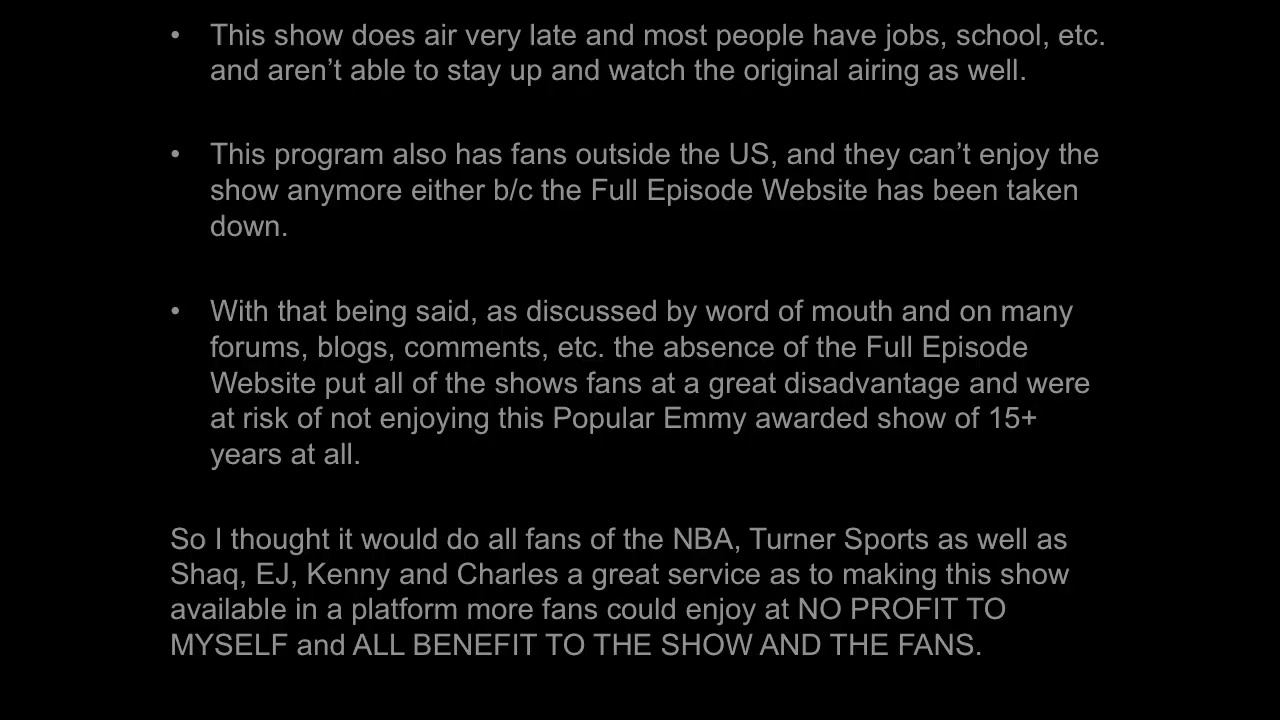 • This show does air very late and most people have jobs, school, etc.
and aren’t able to stay up and watch the original airing as well.
• This program also has fans outside the US, and they can’t enjoy the
show anymore either b/c the Full Episode Website has been taken
down.
• With that being said, as discussed by word of mouth and on many
forums, blogs, comments, etc. the absence of the Full Episode
Website put all of the shows fans at a great disadvantage and were
at risk of not enjoying this Popular Emmy awarded show of 15+
years at all.
So I thought it would do all fans of the NBA, Turner Sports as well as
Shaq, EJ, Kenny and Charles a great service as to making this show
available in a platform more fans could enjoy at NO PROFIT TO
MYSELF and ALL BENEFIT TO THE SHOW AND THE FANS.